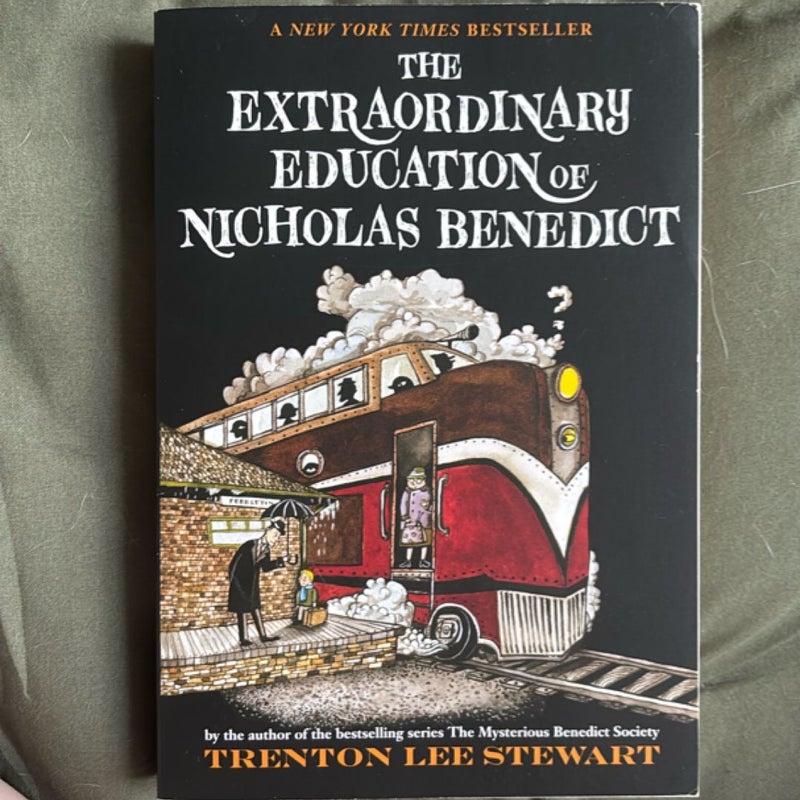 A NEW YORK TIMES BESTSELLER
THE
EXTRAORDINARY
EDUCATION OF
NICHOLAS BENEDICT
by the author of the bestselling series The Mysterious Benedict Society
TRENTON LEE STEWART